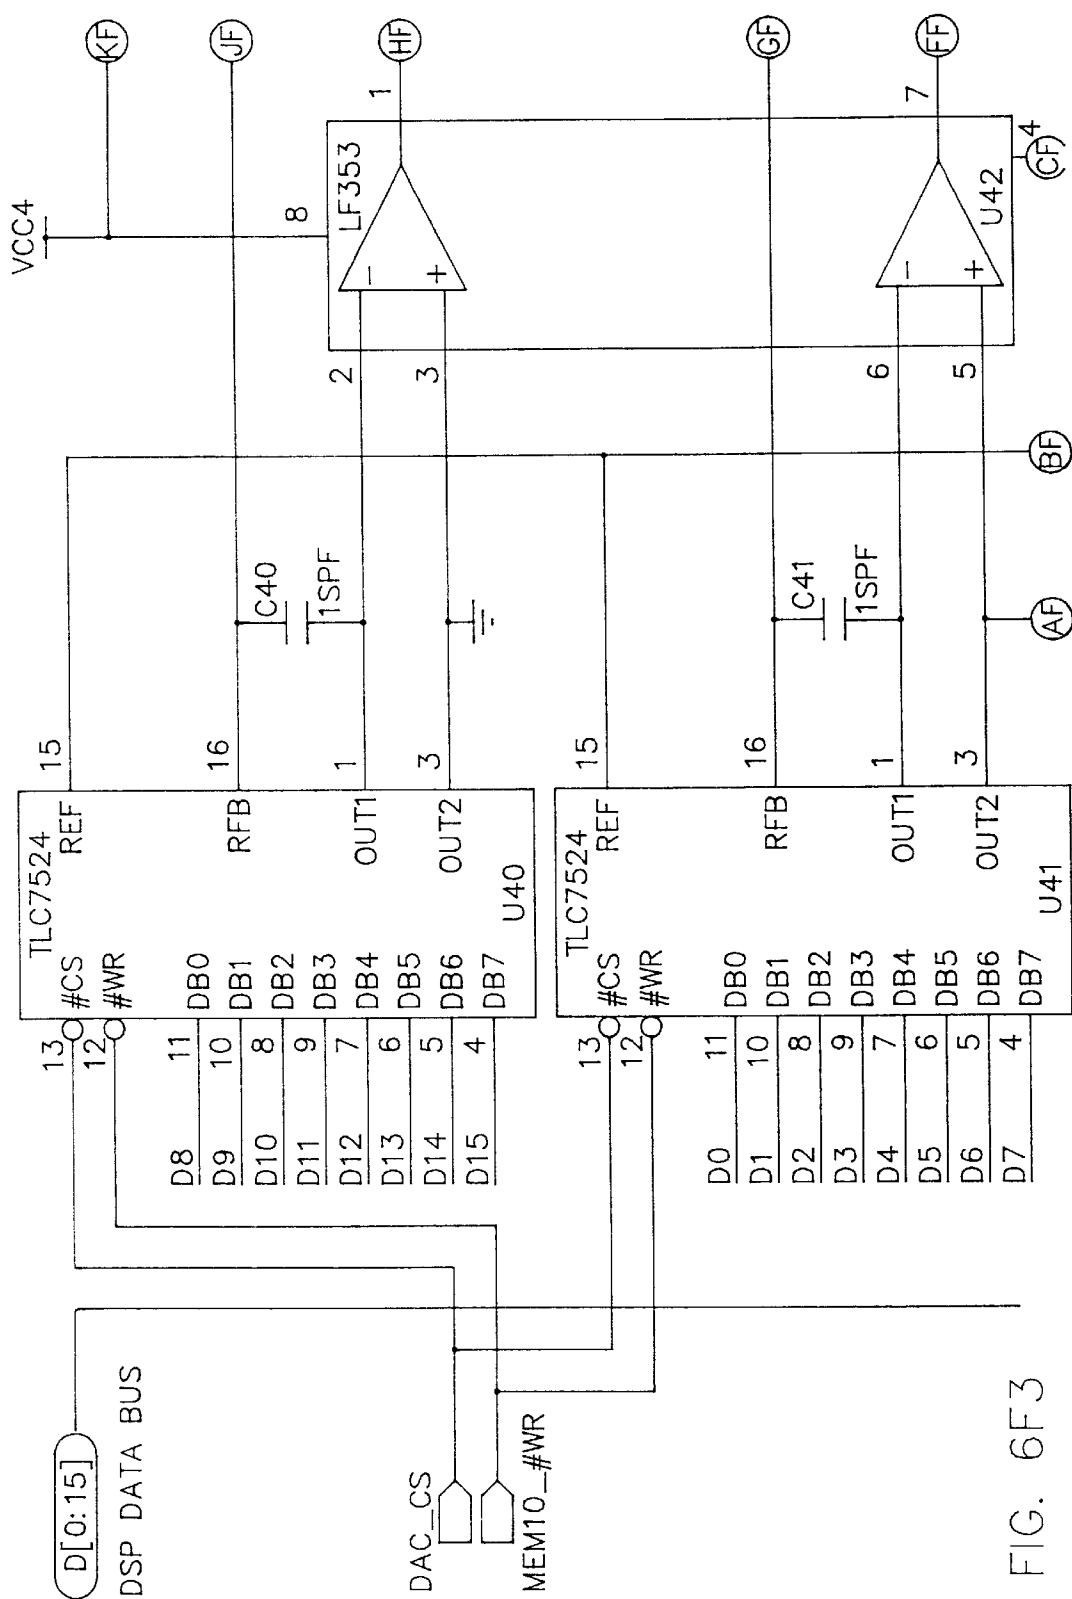 D[0:15]
DSP DATA BUS
DAC_CS
MEM10_#WR
13
12
D8 11
D9 10
D10 8
D11 9
D12 7
D13 6
D14 5
D15 4
TLC7524
#CS
#WR
DB0
DB1
DB2
DB3
DB4
DB5
DB6
DB7
REF
RFB
OUT1
OUT2
U40
15
16
1
3
C40
1SPF
13
12
D0 11
D1 10
D2 8
D3 9
D4 7
D5 6
D6 5
D7 4
TLC7524
#CS
#WR
DB0
DB1
DB2
DB3
DB4
DB5
DB6
DB7
REF
RFB
OUT1
OUT2
U41
15
16
1
3
C41
1SPF
AF
BF
VCC4
8
LF353
2
3
-
+
1
6
5
-
+
7
U42
4
CF
KF
JF
HF
GF
FF
FIG. 6F3